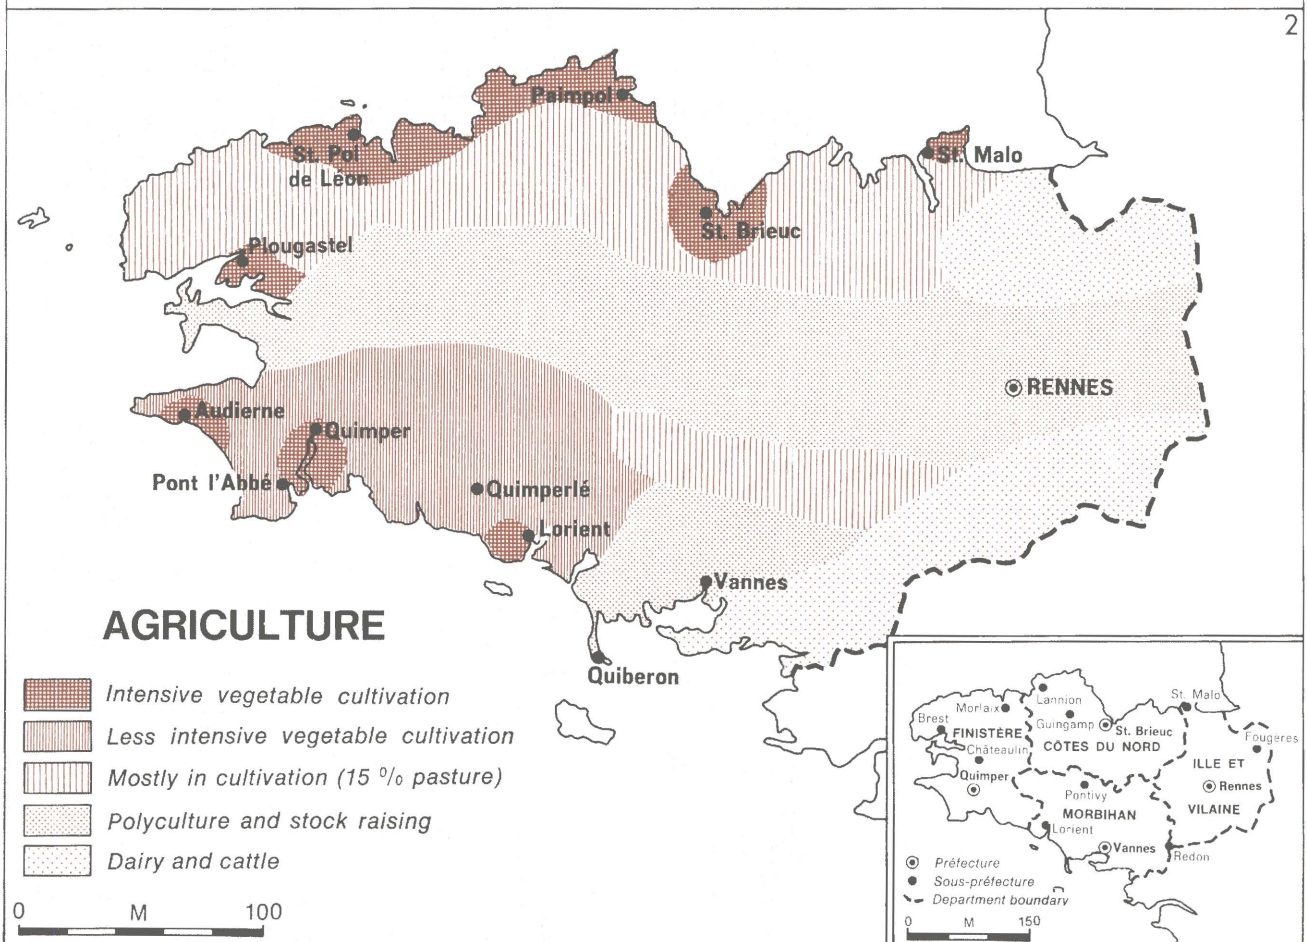 2
Paimpol
St. Pol
de Léon
St. Malo
St. Brieuc
Plougastel
RENNES
Audierne
Quimper
Pont l'Abbé
Quimperlé
Lorient
Vannes
Quiberon
AGRICULTURE
Intensive vegetable cultivation
Less intensive vegetable cultivation
Mostly in cultivation (15 % pasture)
Polyculture and stock raising
Dairy and cattle
0 M 100
St. Malo
Lannion
Morlaix
Guingamp
Brest
St. Brieuc
FINISTÈRE
CÔTES DU NORD
Fougeres
Châteaulin
ILLE ET
Quimper
Rennes
Pontivy
MORBIHAN
VILAINE
Lorient
Vannes
Redon
Préfecture
Sous-préfecture
Department boundary
0 M 150